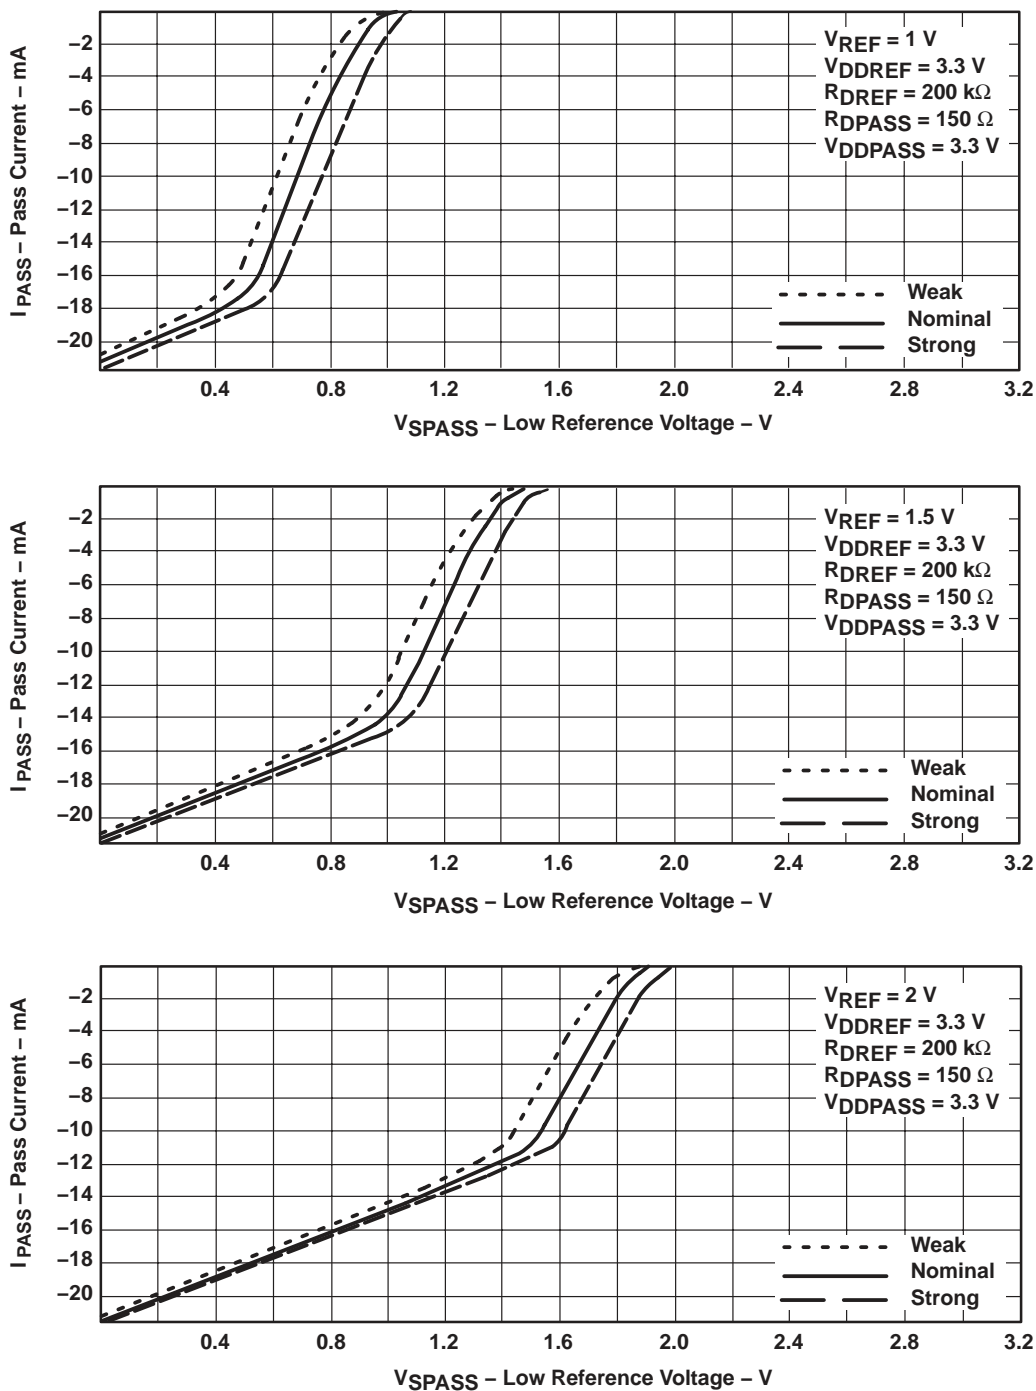 IPASS – Pass Current – mA
VREF = 1 V
VDDREF = 3.3 V
RDREF = 200 kΩ
RDPASS = 150 Ω
VDDPASS = 3.3 V
–2
–4
–6
–8
–10
–12
–14
–16
–18
–20
Weak
Nominal
Strong
0.4 0.8 1.2 1.6 2.0 2.4 2.8 3.2
VSPASS – Low Reference Voltage – V
IPASS – Pass Current – mA
VREF = 1.5 V
VDDREF = 3.3 V
RDREF = 200 kΩ
RDPASS = 150 Ω
VDDPASS = 3.3 V
–2
–4
–6
–8
–10
–12
–14
–16
–18
–20
Weak
Nominal
Strong
0.4 0.8 1.2 1.6 2.0 2.4 2.8 3.2
VSPASS – Low Reference Voltage – V
IPASS – Pass Current – mA
VREF = 2 V
VDDREF = 3.3 V
RDREF = 200 kΩ
RDPASS = 150 Ω
VDDPASS = 3.3 V
–2
–4
–6
–8
–10
–12
–14
–16
–18
–20
Weak
Nominal
Strong
0.4 0.8 1.2 1.6 2.0 2.4 2.8 3.2
VSPASS – Low Reference Voltage – V